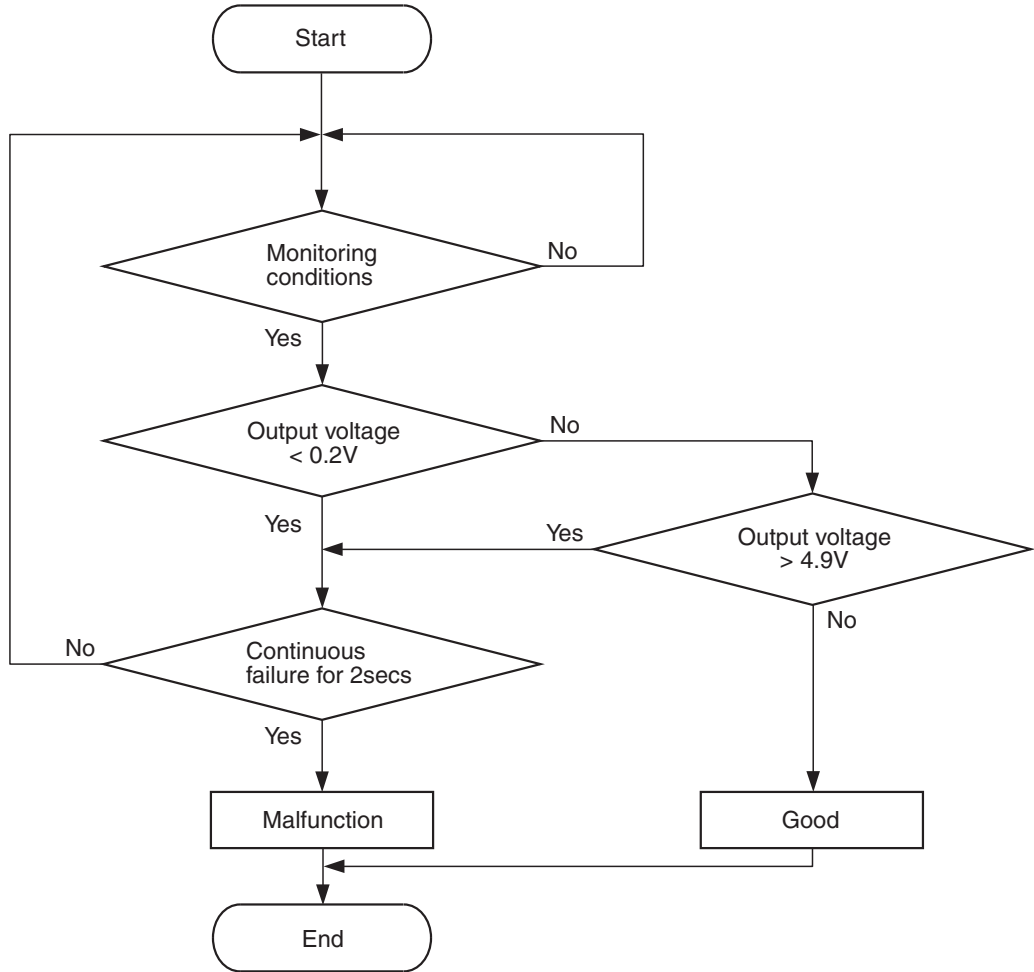 Start
Monitoring
conditions
No
Yes
Output voltage
< 0.2V
No
Yes
Yes
Output voltage
> 4.9V
No
No
Continuous
failure for 2secs
Yes
Malfunction
Good
End